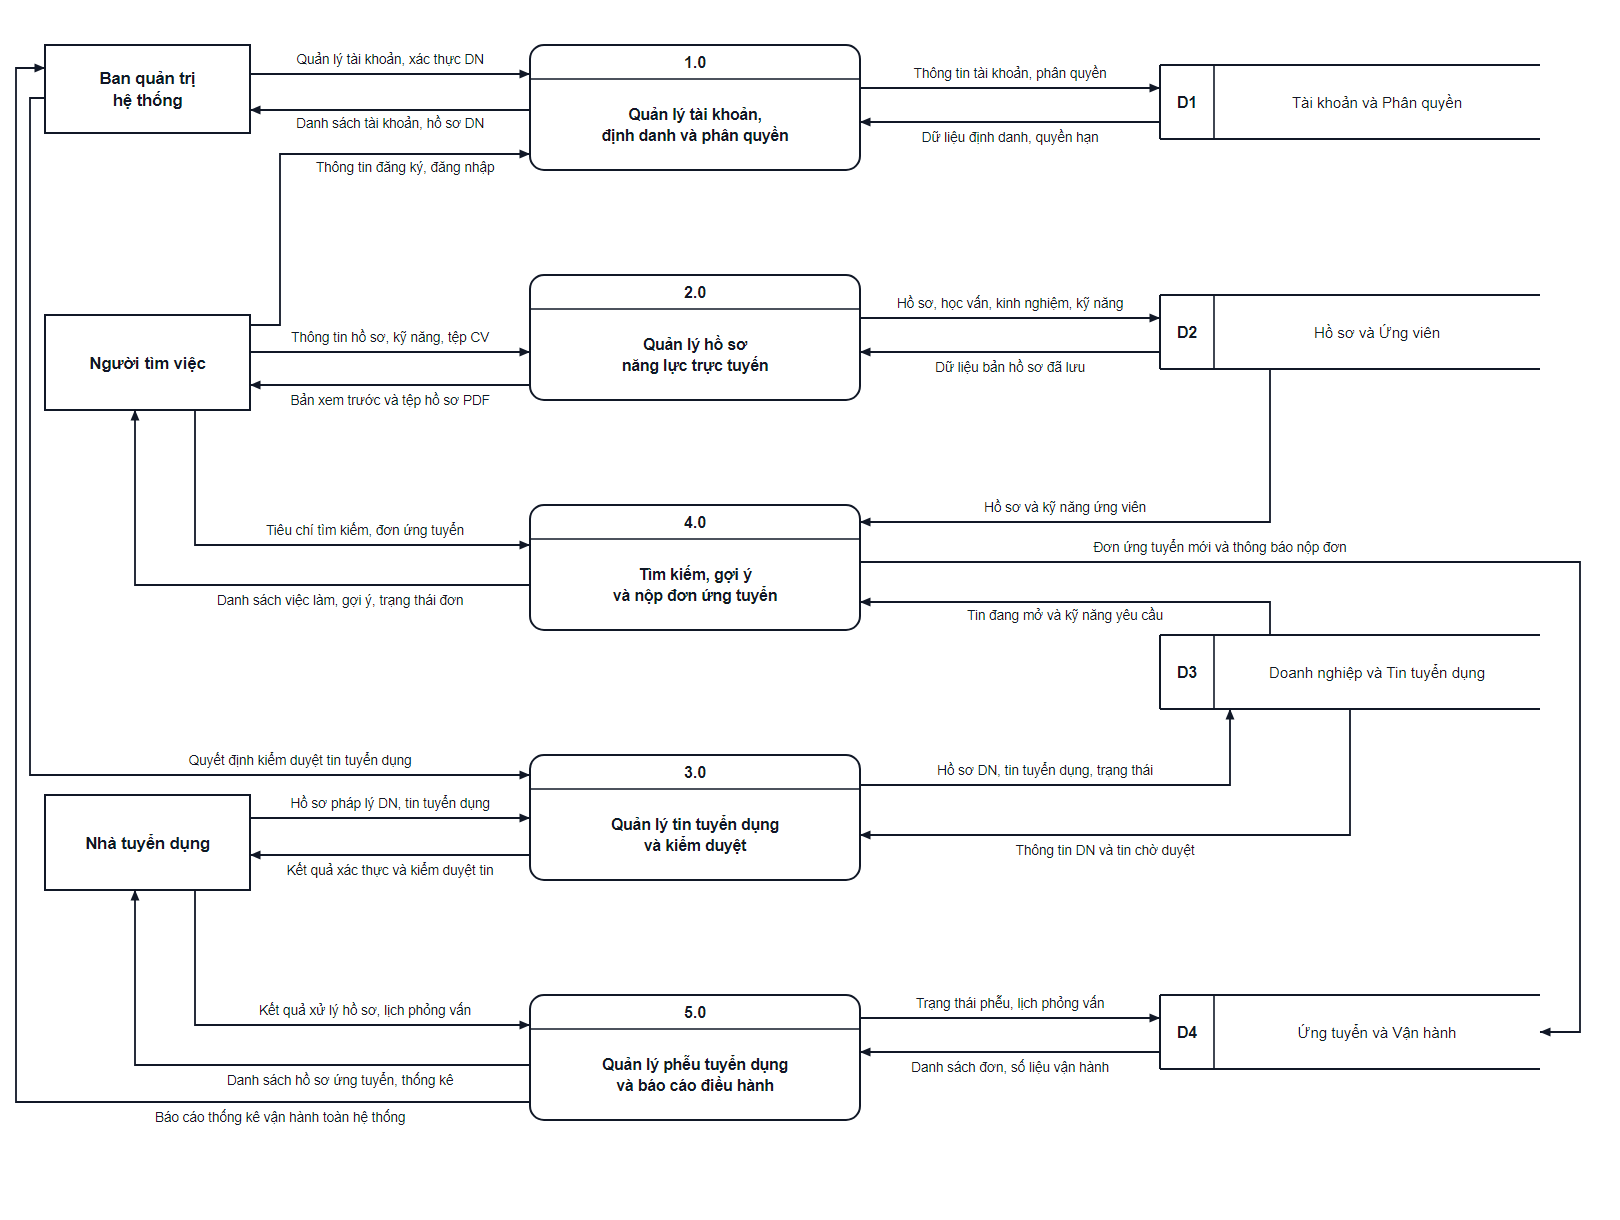 Ban quản trị
hệ thống
Quản lý tài khoản, xác thực DN
Danh sách tài khoản, hồ sơ DN
Thông tin đăng ký, đăng nhập
1.0
Quản lý tài khoản,
định danh và phân quyền
Thông tin tài khoản, phân quyền
Dữ liệu định danh, quyền hạn
D1
Tài khoản và Phân quyền
Người tìm việc
Thông tin hồ sơ, kỹ năng, tệp CV
Bản xem trước và tệp hồ sơ PDF
2.0
Quản lý hồ sơ
năng lực trực tuyến
Hồ sơ, học vấn, kinh nghiệm, kỹ năng
Dữ liệu bản hồ sơ đã lưu
D2
Hồ sơ và Ứng viên
Tiêu chí tìm kiếm, đơn ứng tuyển
Danh sách việc làm, gợi ý, trạng thái đơn
4.0
Tìm kiếm, gợi ý
và nộp đơn ứng tuyển
Hồ sơ và kỹ năng ứng viên
Đơn ứng tuyển mới và thông báo nộp đơn
Tin đang mở và kỹ năng yêu cầu
D3
Doanh nghiệp và Tin tuyển dụng
Quyết định kiểm duyệt tin tuyển dụng
Nhà tuyển dụng
Hồ sơ pháp lý DN, tin tuyển dụng
Kết quả xác thực và kiểm duyệt tin
3.0
Quản lý tin tuyển dụng
và kiểm duyệt
Hồ sơ DN, tin tuyển dụng, trạng thái
Thông tin DN và tin chờ duyệt
Kết quả xử lý hồ sơ, lịch phỏng vấn
Danh sách hồ sơ ứng tuyển, thống kê
Báo cáo thống kê vận hành toàn hệ thống
5.0
Quản lý phễu tuyển dụng
và báo cáo điều hành
Trạng thái phễu, lịch phỏng vấn
Danh sách đơn, số liệu vận hành
D4
Ứng tuyển và Vận hành